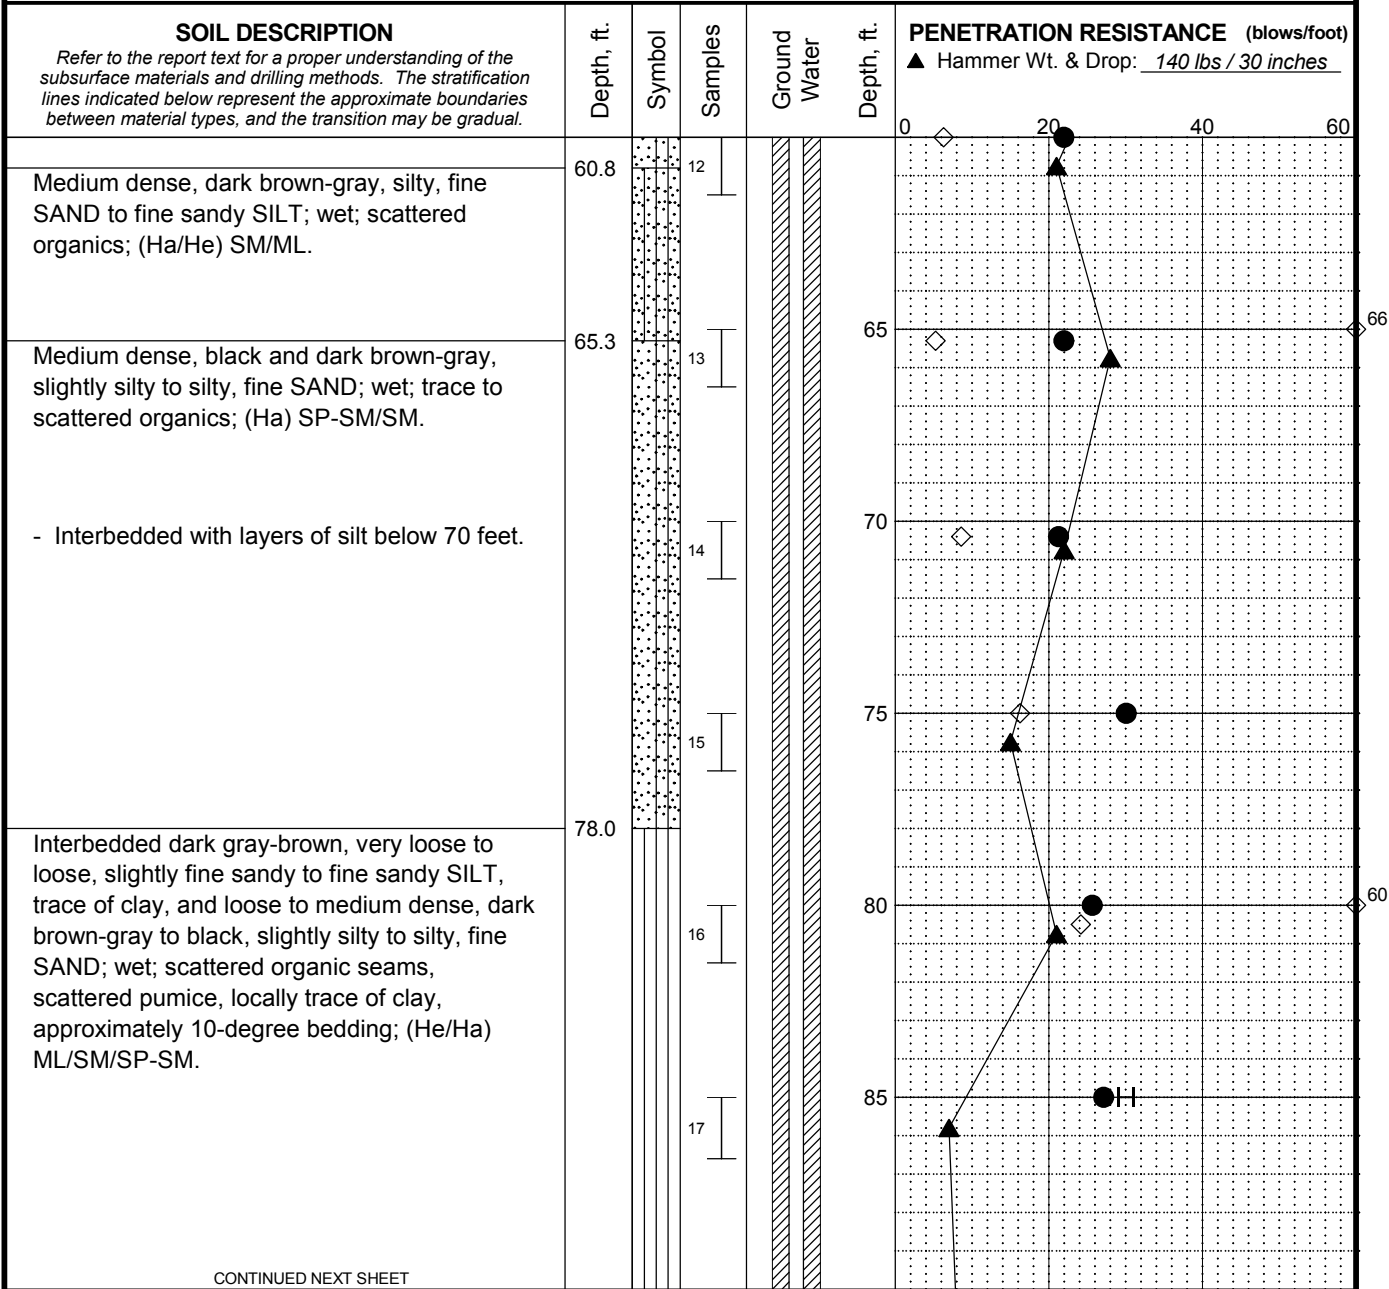 SOIL DESCRIPTION
Refer to the report text for a proper understanding of the
subsurface materials and drilling methods. The stratification
lines indicated below represent the approximate boundaries
between material types, and the transition may be gradual.
Depth, ft.
Symbol
Samples
Ground
Water
Depth, ft.
PENETRATION RESISTANCE (blows/foot)
▲ Hammer Wt. & Drop: 140 lbs / 30 inches
0 20 40 60
60.8
12
Medium dense, dark brown-gray, silty, fine
SAND to fine sandy SILT; wet; scattered
organics; (Ha/He) SM/ML.
65
66
65.3
13
Medium dense, black and dark brown-gray,
slightly silty to silty, fine SAND; wet; trace to
scattered organics; (Ha) SP-SM/SM.
70
- Interbedded with layers of silt below 70 feet.
14
75
15
78.0
Interbedded dark gray-brown, very loose to
loose, slightly fine sandy to fine sandy SILT,
trace of clay, and loose to medium dense, dark
brown-gray to black, slightly silty to silty, fine
SAND; wet; scattered organic seams,
scattered pumice, locally trace of clay,
approximately 10-degree bedding; (He/Ha)
ML/SM/SP-SM.
80
60
16
85
17
CONTINUED NEXT SHEET